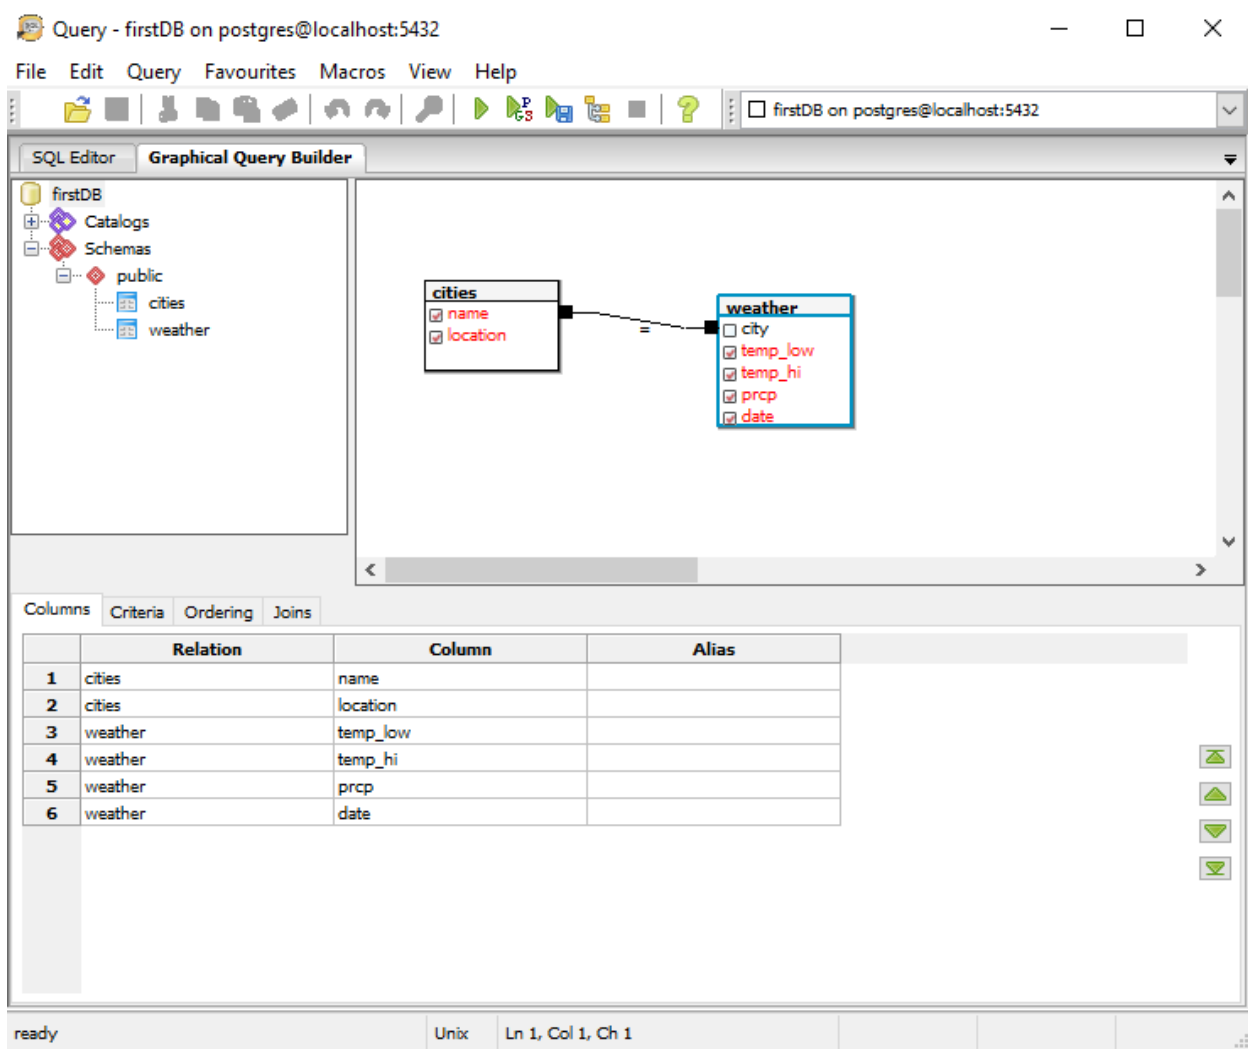 Query - firstDB on postgres@localhost:5432
File Edit Query Favourites Macros View Help
firstDB on postgres@localhost:5432
SQL Editor Graphical Query Builder
firstDB
Catalogs
Schemas
public
cities
weather
cities
name
location
=
weather
city
temp_low
temp_hi
prcp
date
Columns Criteria Ordering Joins
Relation Column Alias
1 cities name
2 cities location
3 weather temp_low
4 weather temp_hi
5 weather prcp
6 weather date
ready Unix Ln 1, Col 1, Ch 1